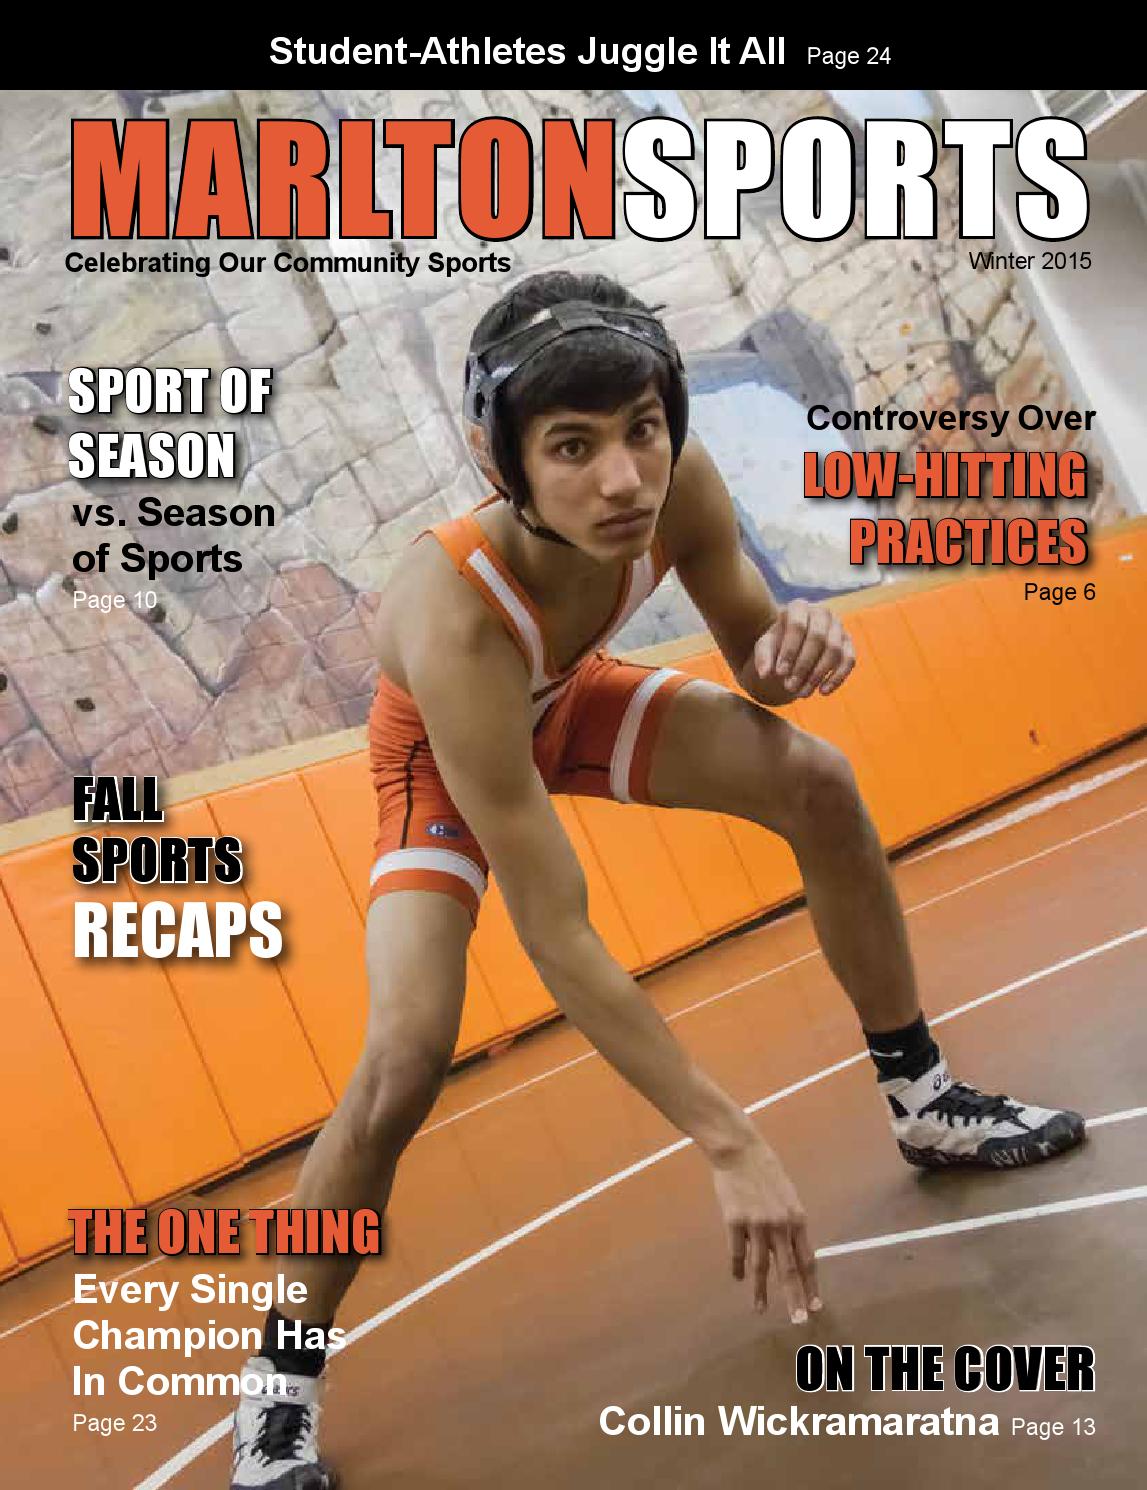 Student-Athletes Juggle It All Page 24
MARLTONSPORTS
Celebrating Our Community Sports
Winter 2015
SPORT OF
SEASON
vs. Season
of Sports
Page 10
Controversy Over
LOW-HITTING
PRACTICES
Page 6
FALL
SPORTS
RECAPS
THE ONE THING
Every Single
Champion Has
In Common
Page 23
ON THE COVER
Collin Wickramaratna Page 13